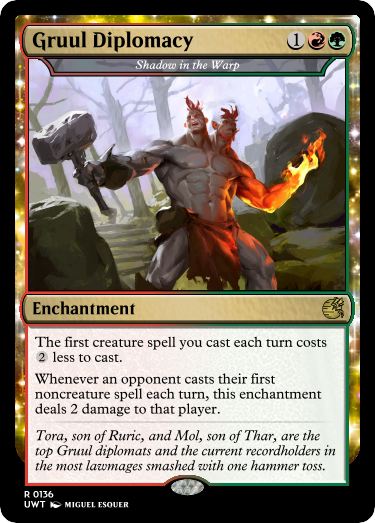 Gruul Diplomacy 1
Shadow in the Warp
Enchantment
The first creature spell you cast each turn costs
2 less to cast.
Whenever an opponent casts their first
noncreature spell each turn, this enchantment
deals 2 damage to that player.
Tora, son of Ruric, and Mol, son of Thar, are the
top Gruul diplomats and the current recordholders in
the most lawmages smashed with one hammer toss.
R 0136
UWT MIGUEL ESQUER